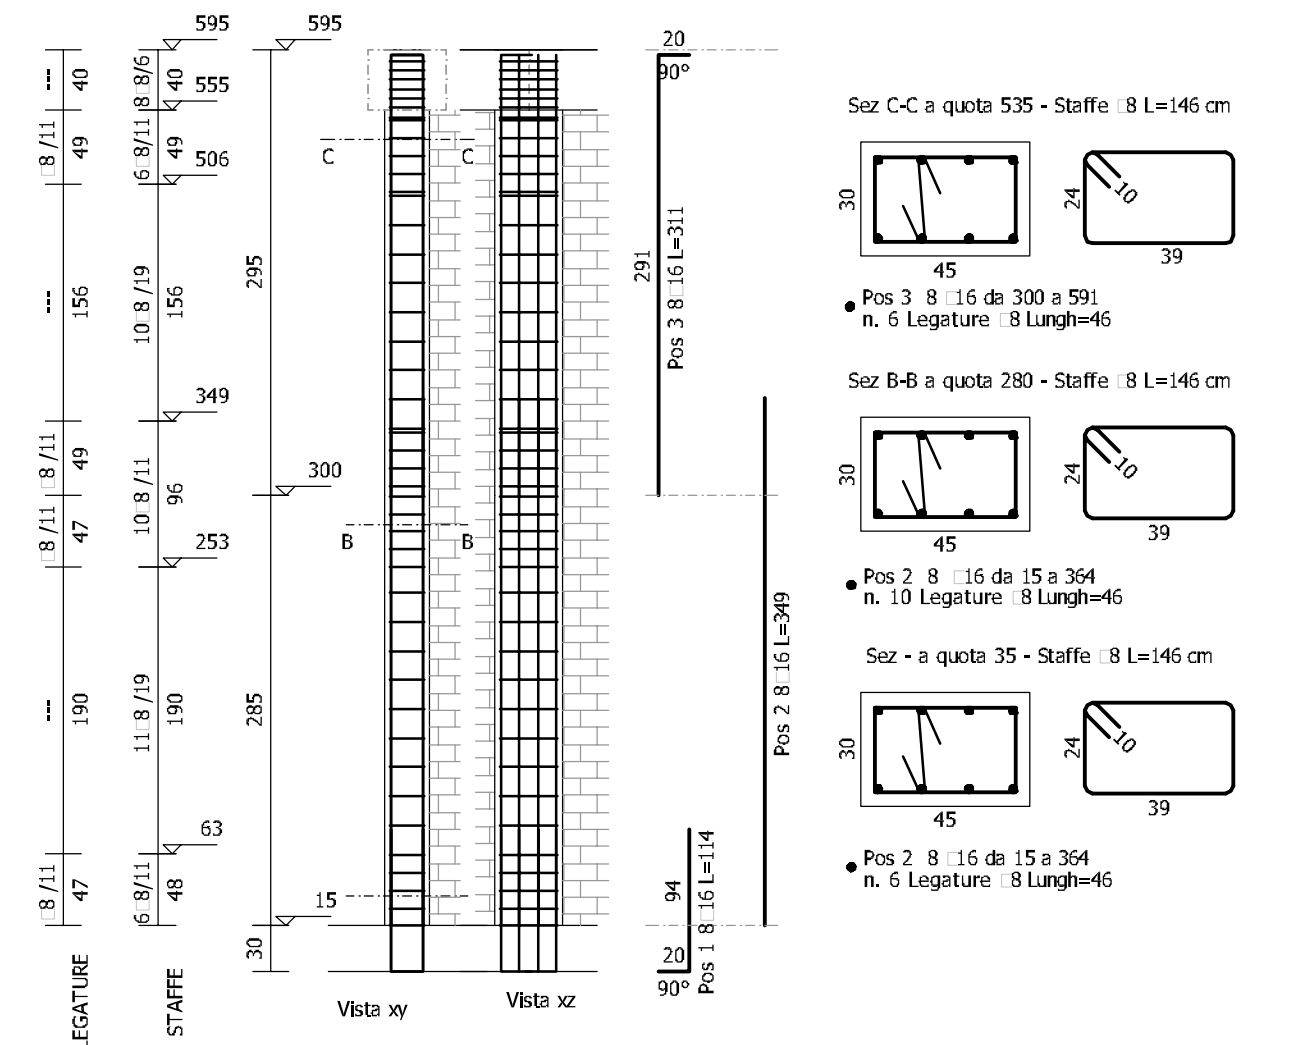 595
595
555
506
349
300
253
63
15
---
40
□8 /11
49
---
156
□8 /11
49
□8 /11
47
---
190
□8 /11
47
EGATURE
8□8/6
40
6□8/11
49
10□8 /19
156
10□8 /11
96
11□8 /19
190
6□8/11
48
STAFFE
295
285
30
C
C
B
B
Vista xy
Vista xz
20
90°
291
Pos 3 8□16 L=311
Pos 2 8□16 L=349
94
20
90°
Pos 1 8□16 L=114
Sez C-C a quota 535 - Staffe □8 L=146 cm
30
45
24
10
39
Pos 3 8 □16 da 300 a 591
n. 6 Legature □8 Lungh=46
Sez B-B a quota 280 - Staffe □8 L=146 cm
30
45
24
10
39
Pos 2 8 □16 da 15 a 364
n. 10 Legature □8 Lungh=46
Sez - a quota 35 - Staffe □8 L=146 cm
30
45
24
10
39
Pos 2 8 □16 da 15 a 364
n. 6 Legature □8 Lungh=46